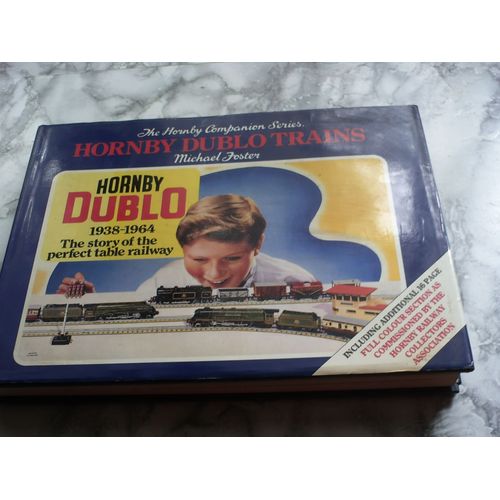 The Hornby Companion Series.
HORNBY DUBLO TRAINS
Michael Foster
HORNBY
DUBLO
1938-1964
The story of the
perfect table railway
INCLUDING ADDITIONAL 16 PAGE
FULL COLOUR SECTION AS
COMMISSIONED BY THE
HORNBY RAILWAY
COLLECTORS
ASSOCIATION